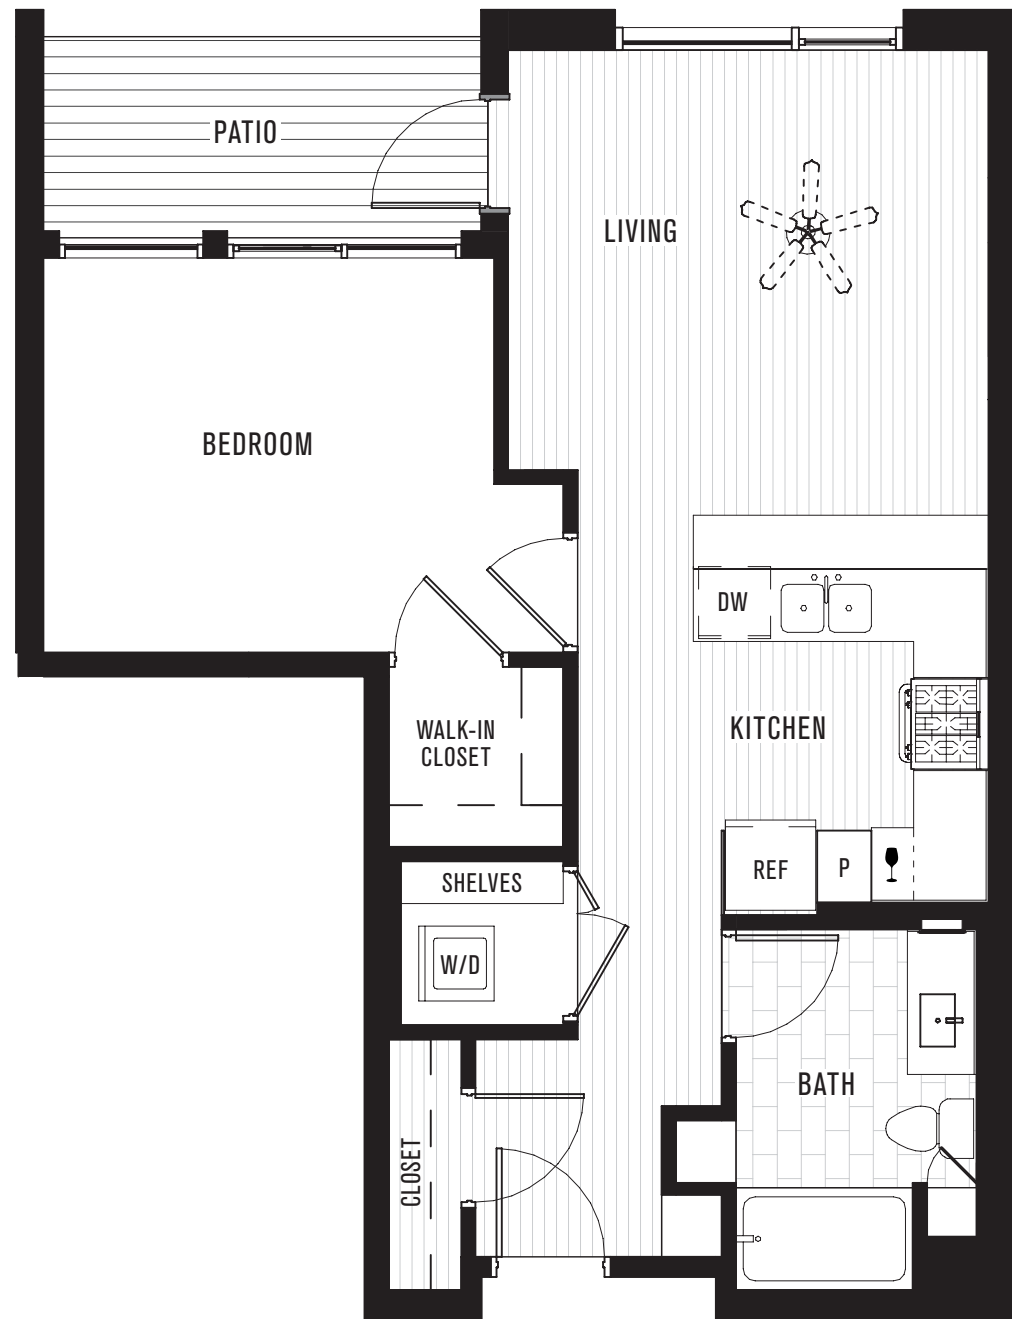 PATIO
LIVING
BEDROOM
DW
WALK-IN
CLOSET
KITCHEN
REF
P
SHELVES
W/D
BATH
CLOSET